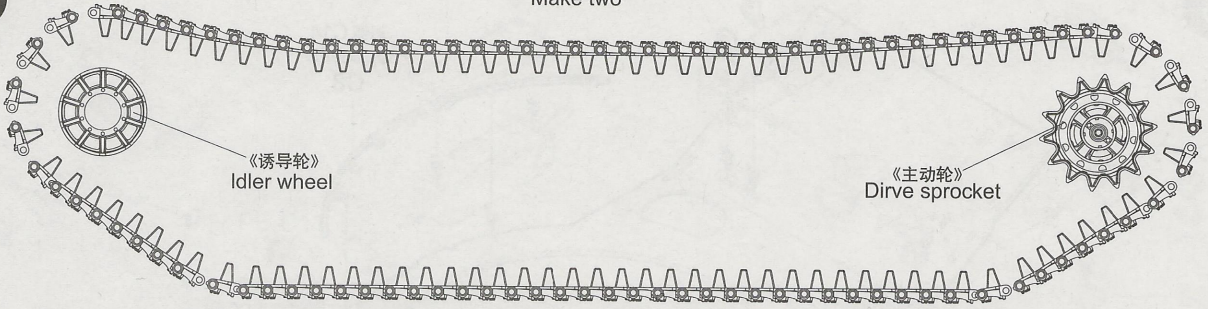 Make two
《诱导轮》
Idler wheel
《主动轮》
Dirve sprocket